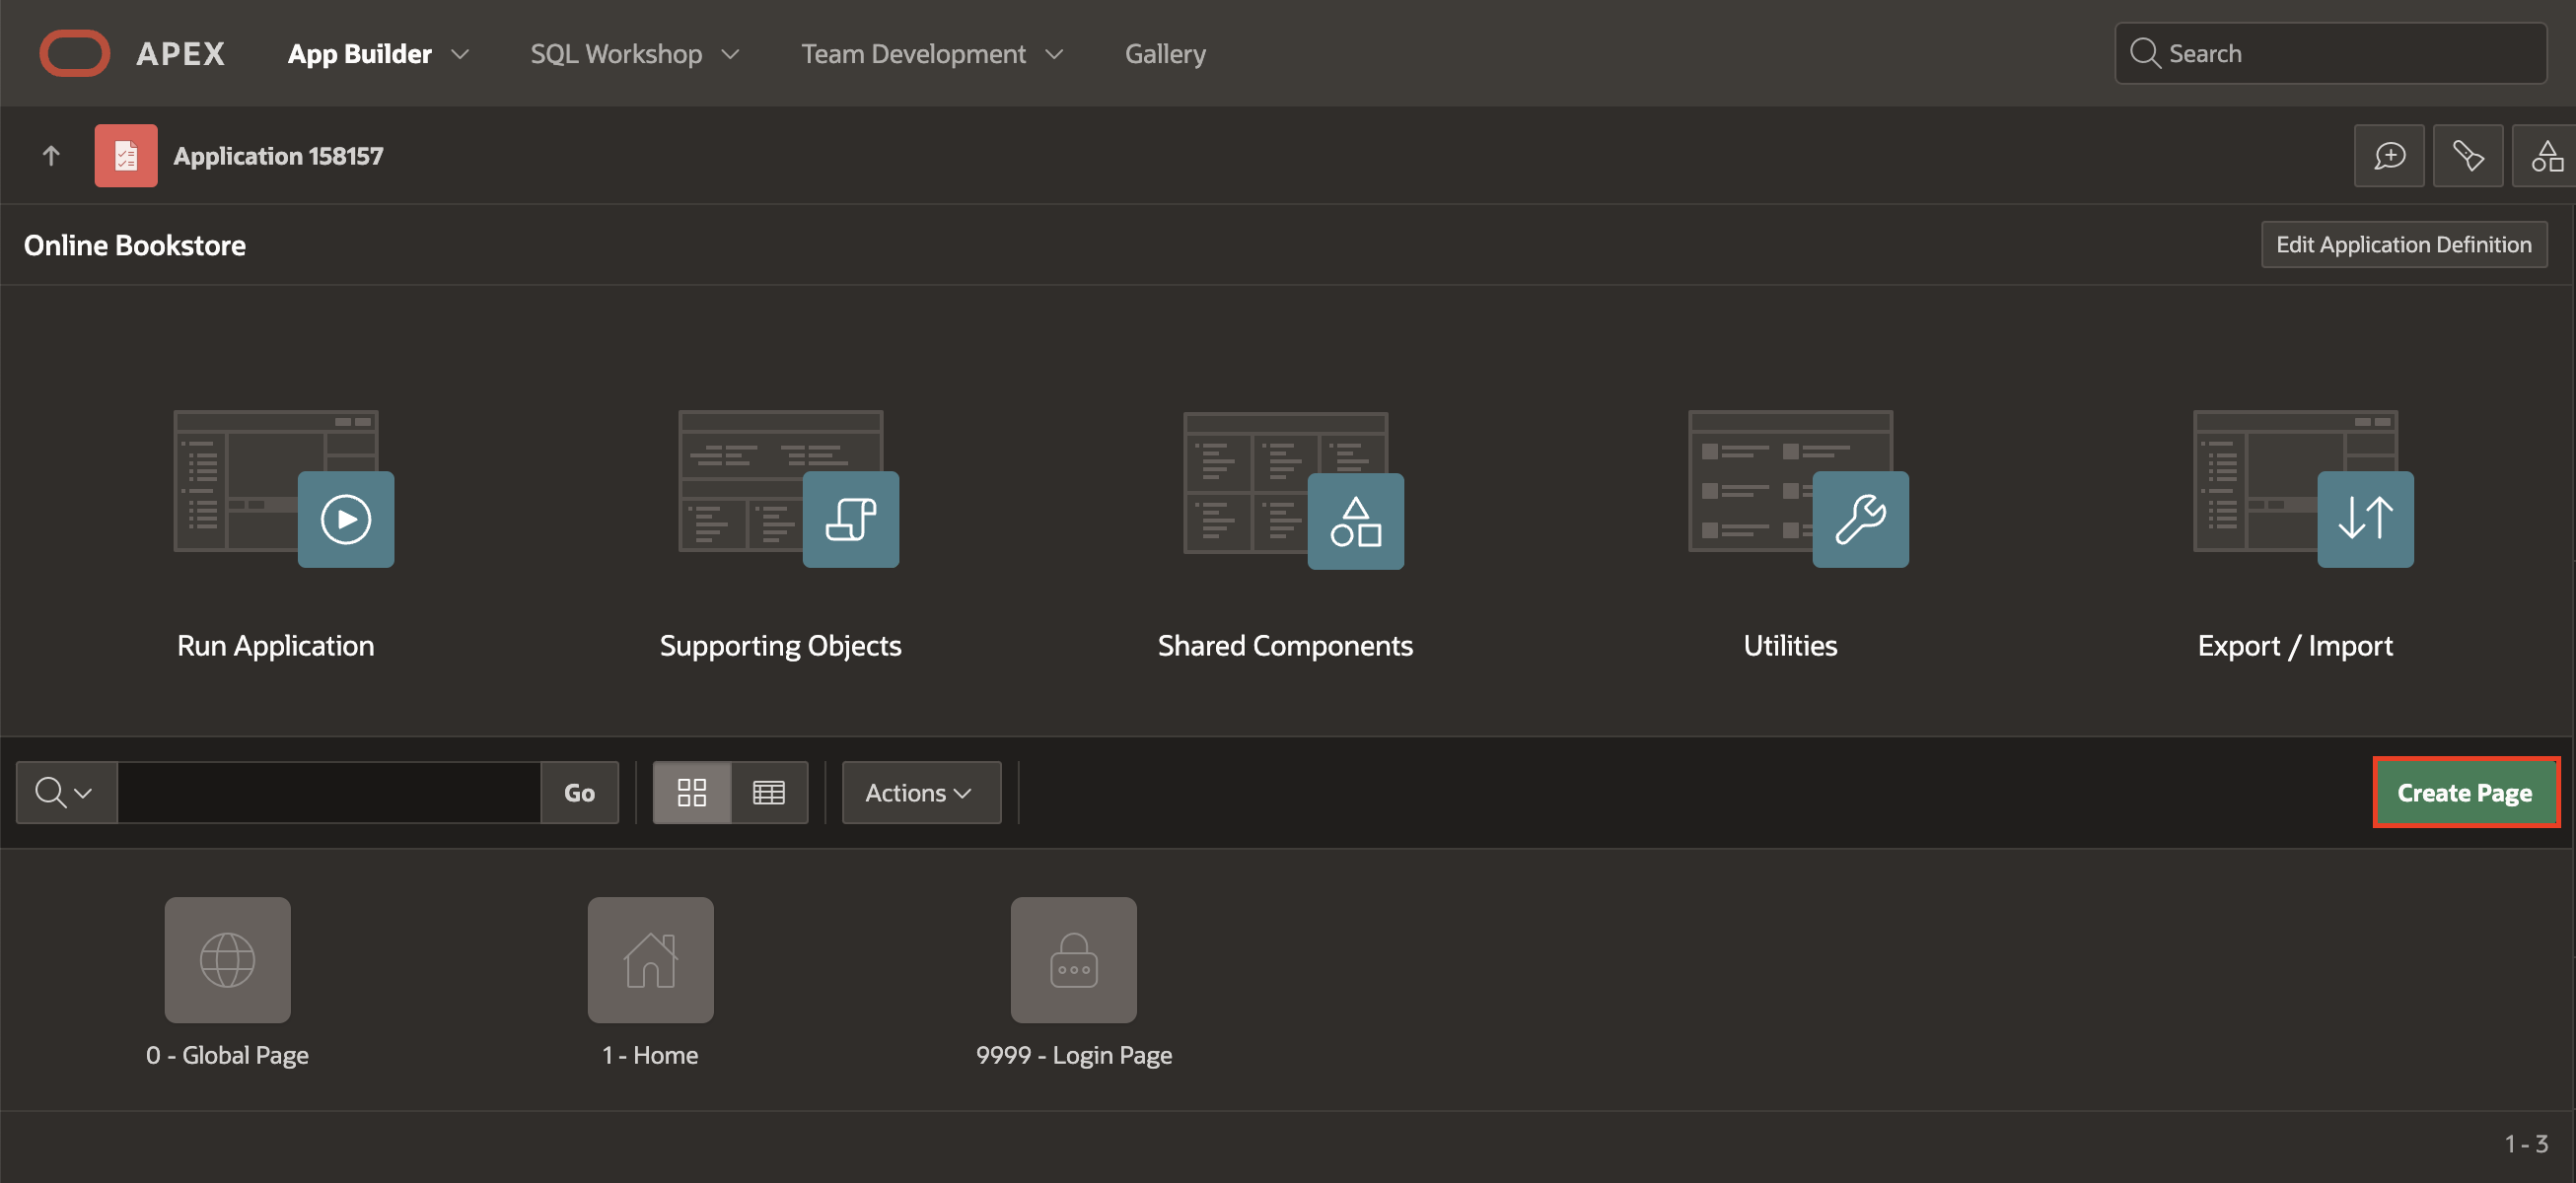 APEX App Builder SQL Workshop Team Development Gallery Search
Application 158157
Online Bookstore Edit Application Definition
Run Application Supporting Objects Shared Components Utilities Export / Import
Go Actions Create Page
0 - Global Page 1 - Home 9999 - Login Page
1 - 3